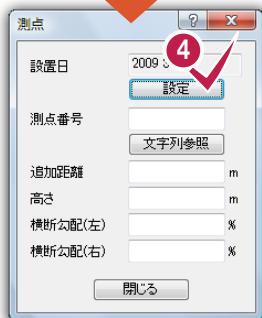 測点
?
4
設置日 2009 3
設定
測点番号
文字列参照
追加距離 m
高さ m
横断勾配(左) %
横断勾配(右) %
閉じる